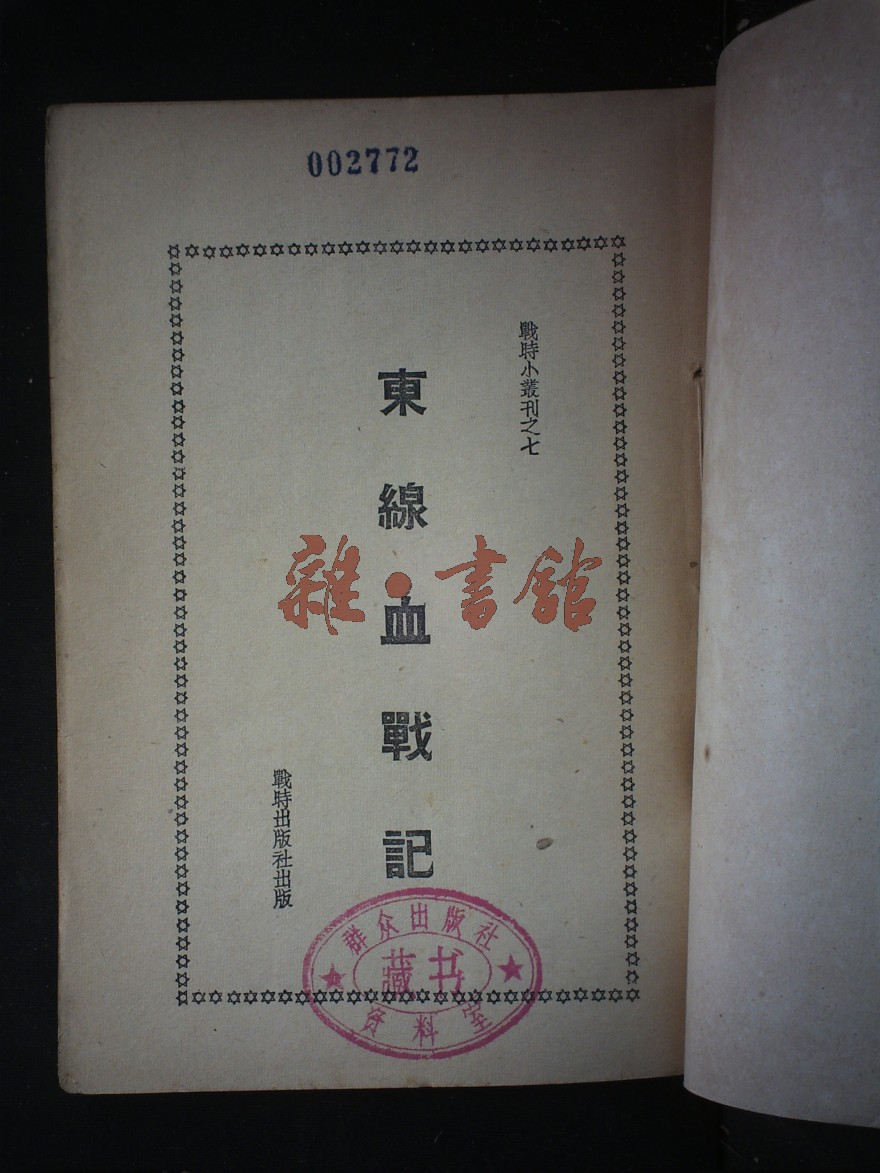 002772
戰時小叢刊之七
東線血戰記
戰時出版社出版
雜·書舘
群众出版社
藏书
资料室